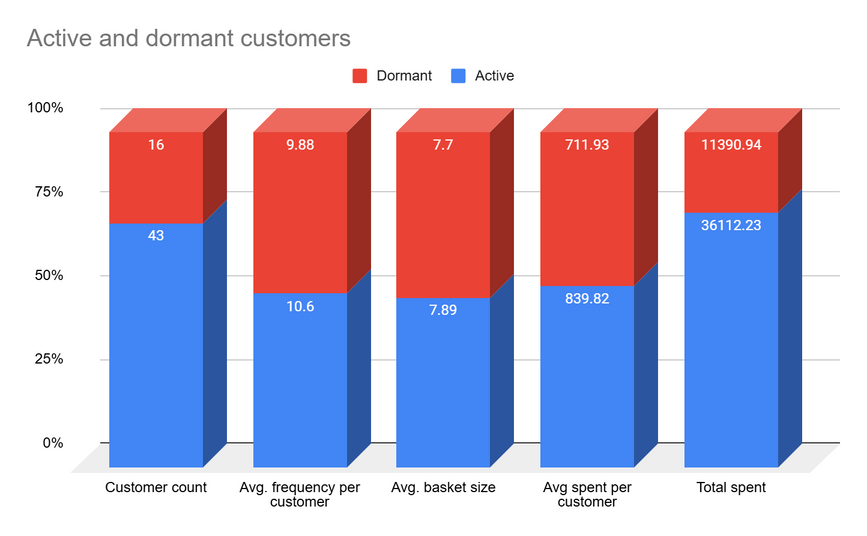 Active and dormant customers
Dormant
Active
100%
75%
50%
25%
0%
16
9.88
7.7
711.93
11390.94
43
10.6
7.89
839.82
36112.23
Customer count
Avg. frequency per
customer
Avg. basket size
Avg spent per
customer
Total spent